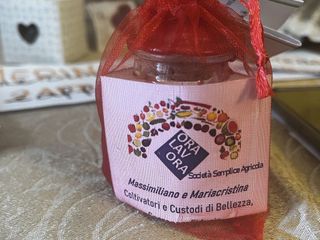 ORA
LAV
ORA
Società Semplice Agricola
Massimiliano e Mariacristina
Coltivatori e Custodi di Bellezza,